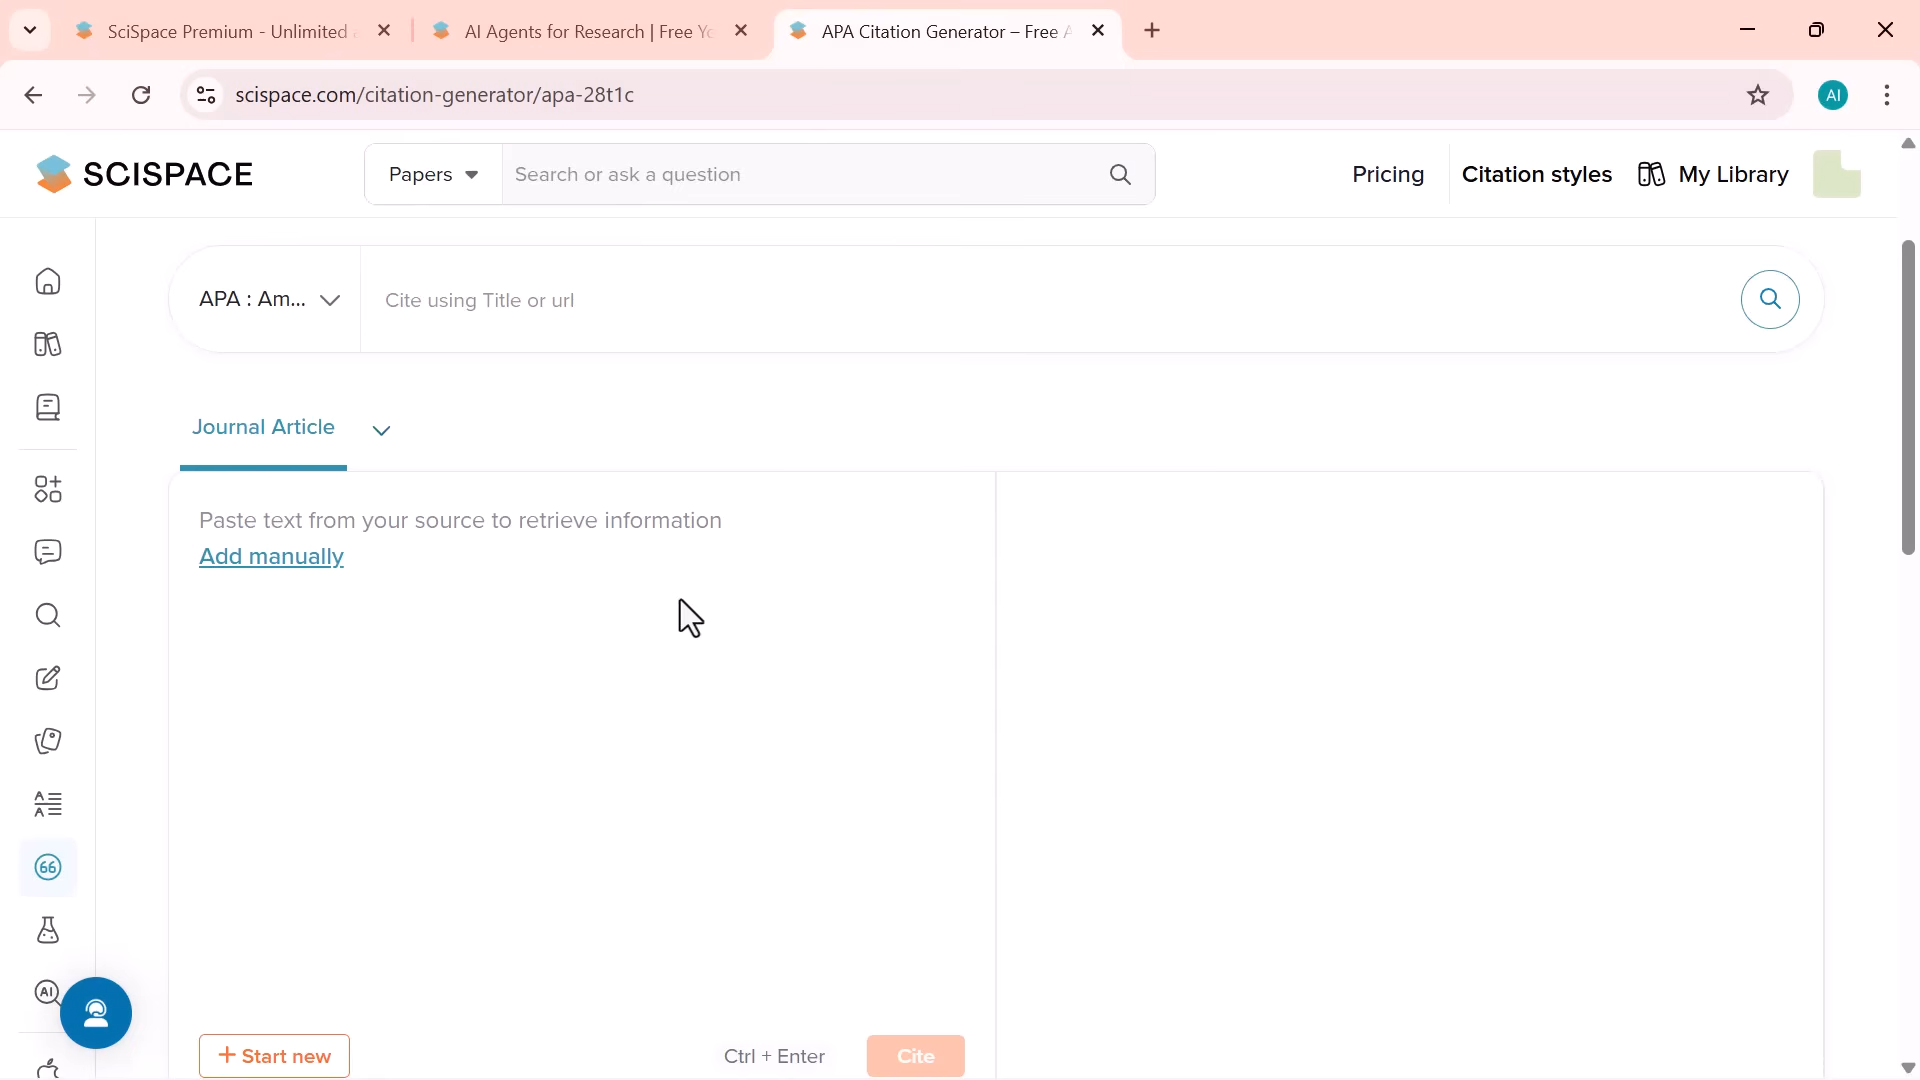 SciSpace Premium - Unlimited
AI Agents for Research | Free Yo
APA Citation Generator – Free A
scispace.com/citation-generator/apa-28t1c
AI
SCISPACE
Papers
Search or ask a question
Pricing
Citation styles
My Library
APA : Am...
Cite using Title or url
Journal Article
Paste text from your source to retrieve information
Add manually
+ Start new
Ctrl + Enter
Cite